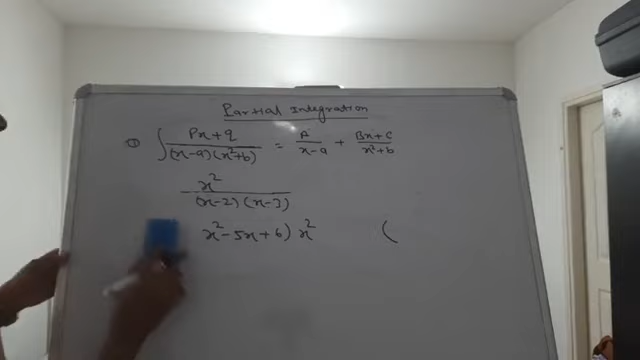 Partial Integration
① ∫ Px+q / (x-a)(x²+b) = A / x-a + Bx+C / x²+b
x² / (x-2)(x-3)
x²-5x+6) x² (